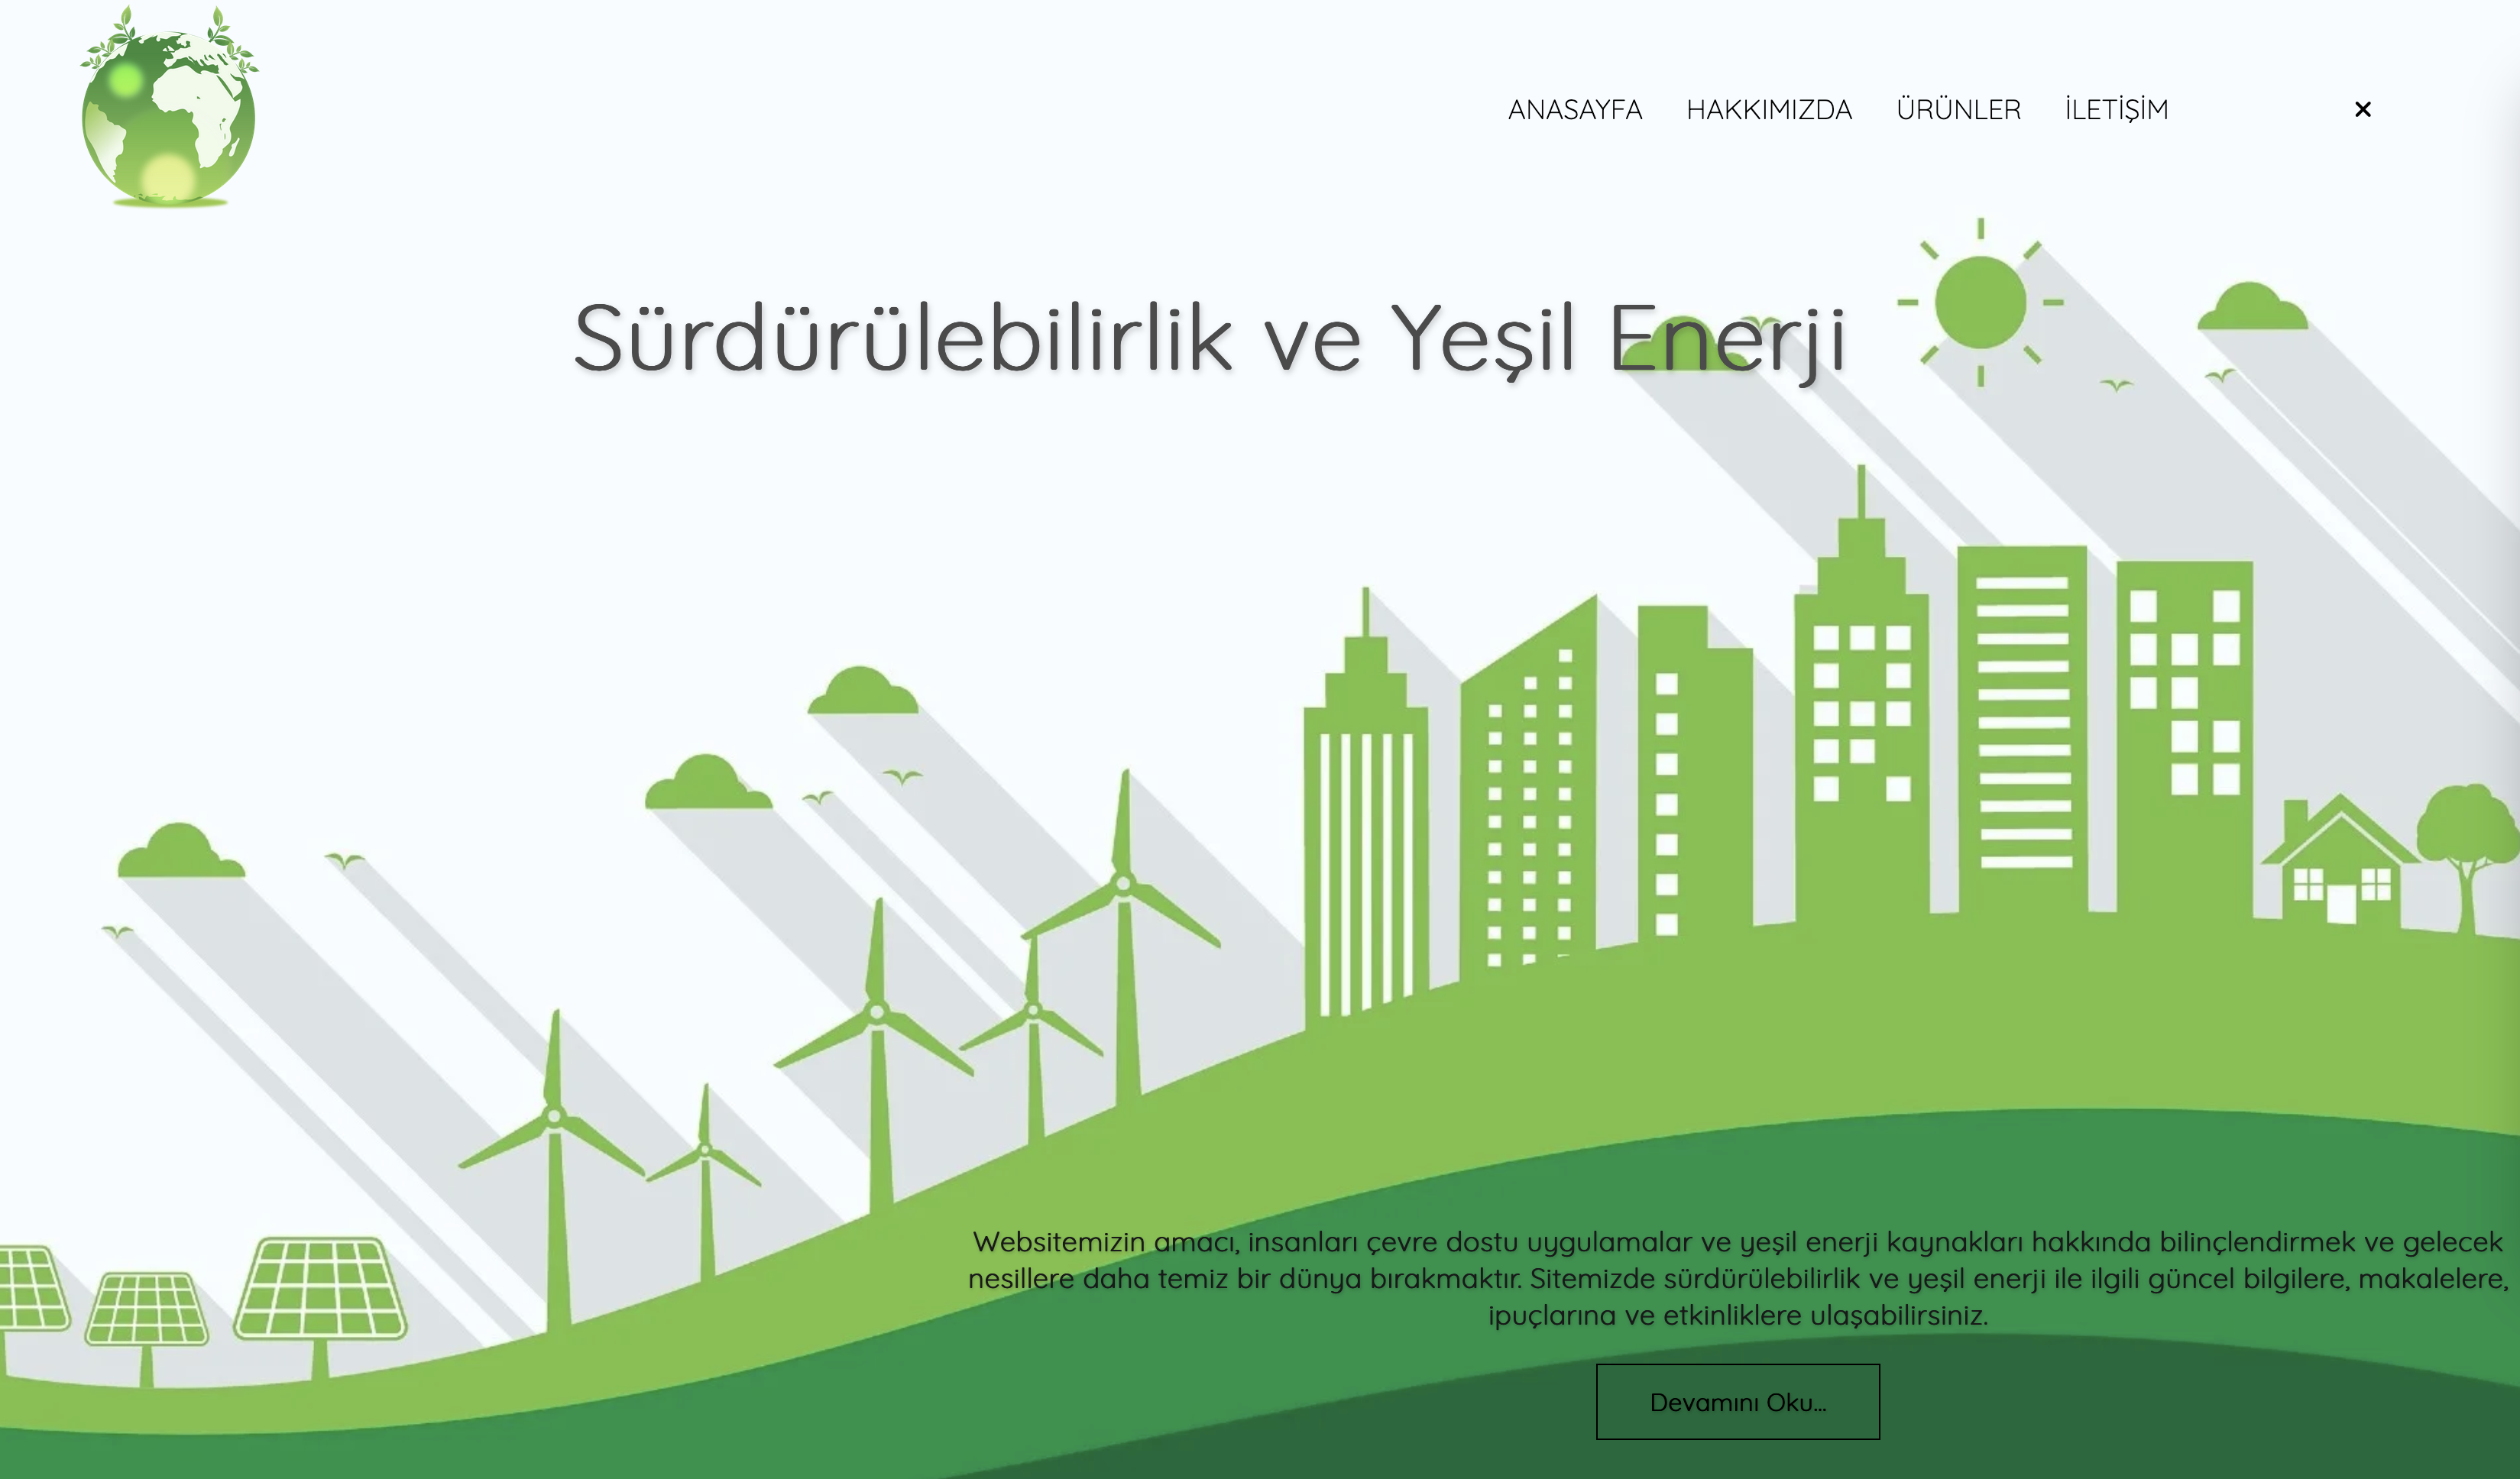 ANASAYFA HAKKIMIZDA ÜRÜNLER İLETİŞİM
Sürdürülebilirlik ve Yeşil Enerji
Websitemizin amacı, insanları çevre dostu uygulamalar ve yeşil enerji kaynakları hakkında bilinçlendirmek ve gelecek
nesillere daha temiz bir dünya bırakmaktır. Sitemizde sürdürülebilirlik ve yeşil enerji ile ilgili güncel bilgilere, makalelere,
ipuçlarına ve etkinliklere ulaşabilirsiniz.
Devamını Oku...